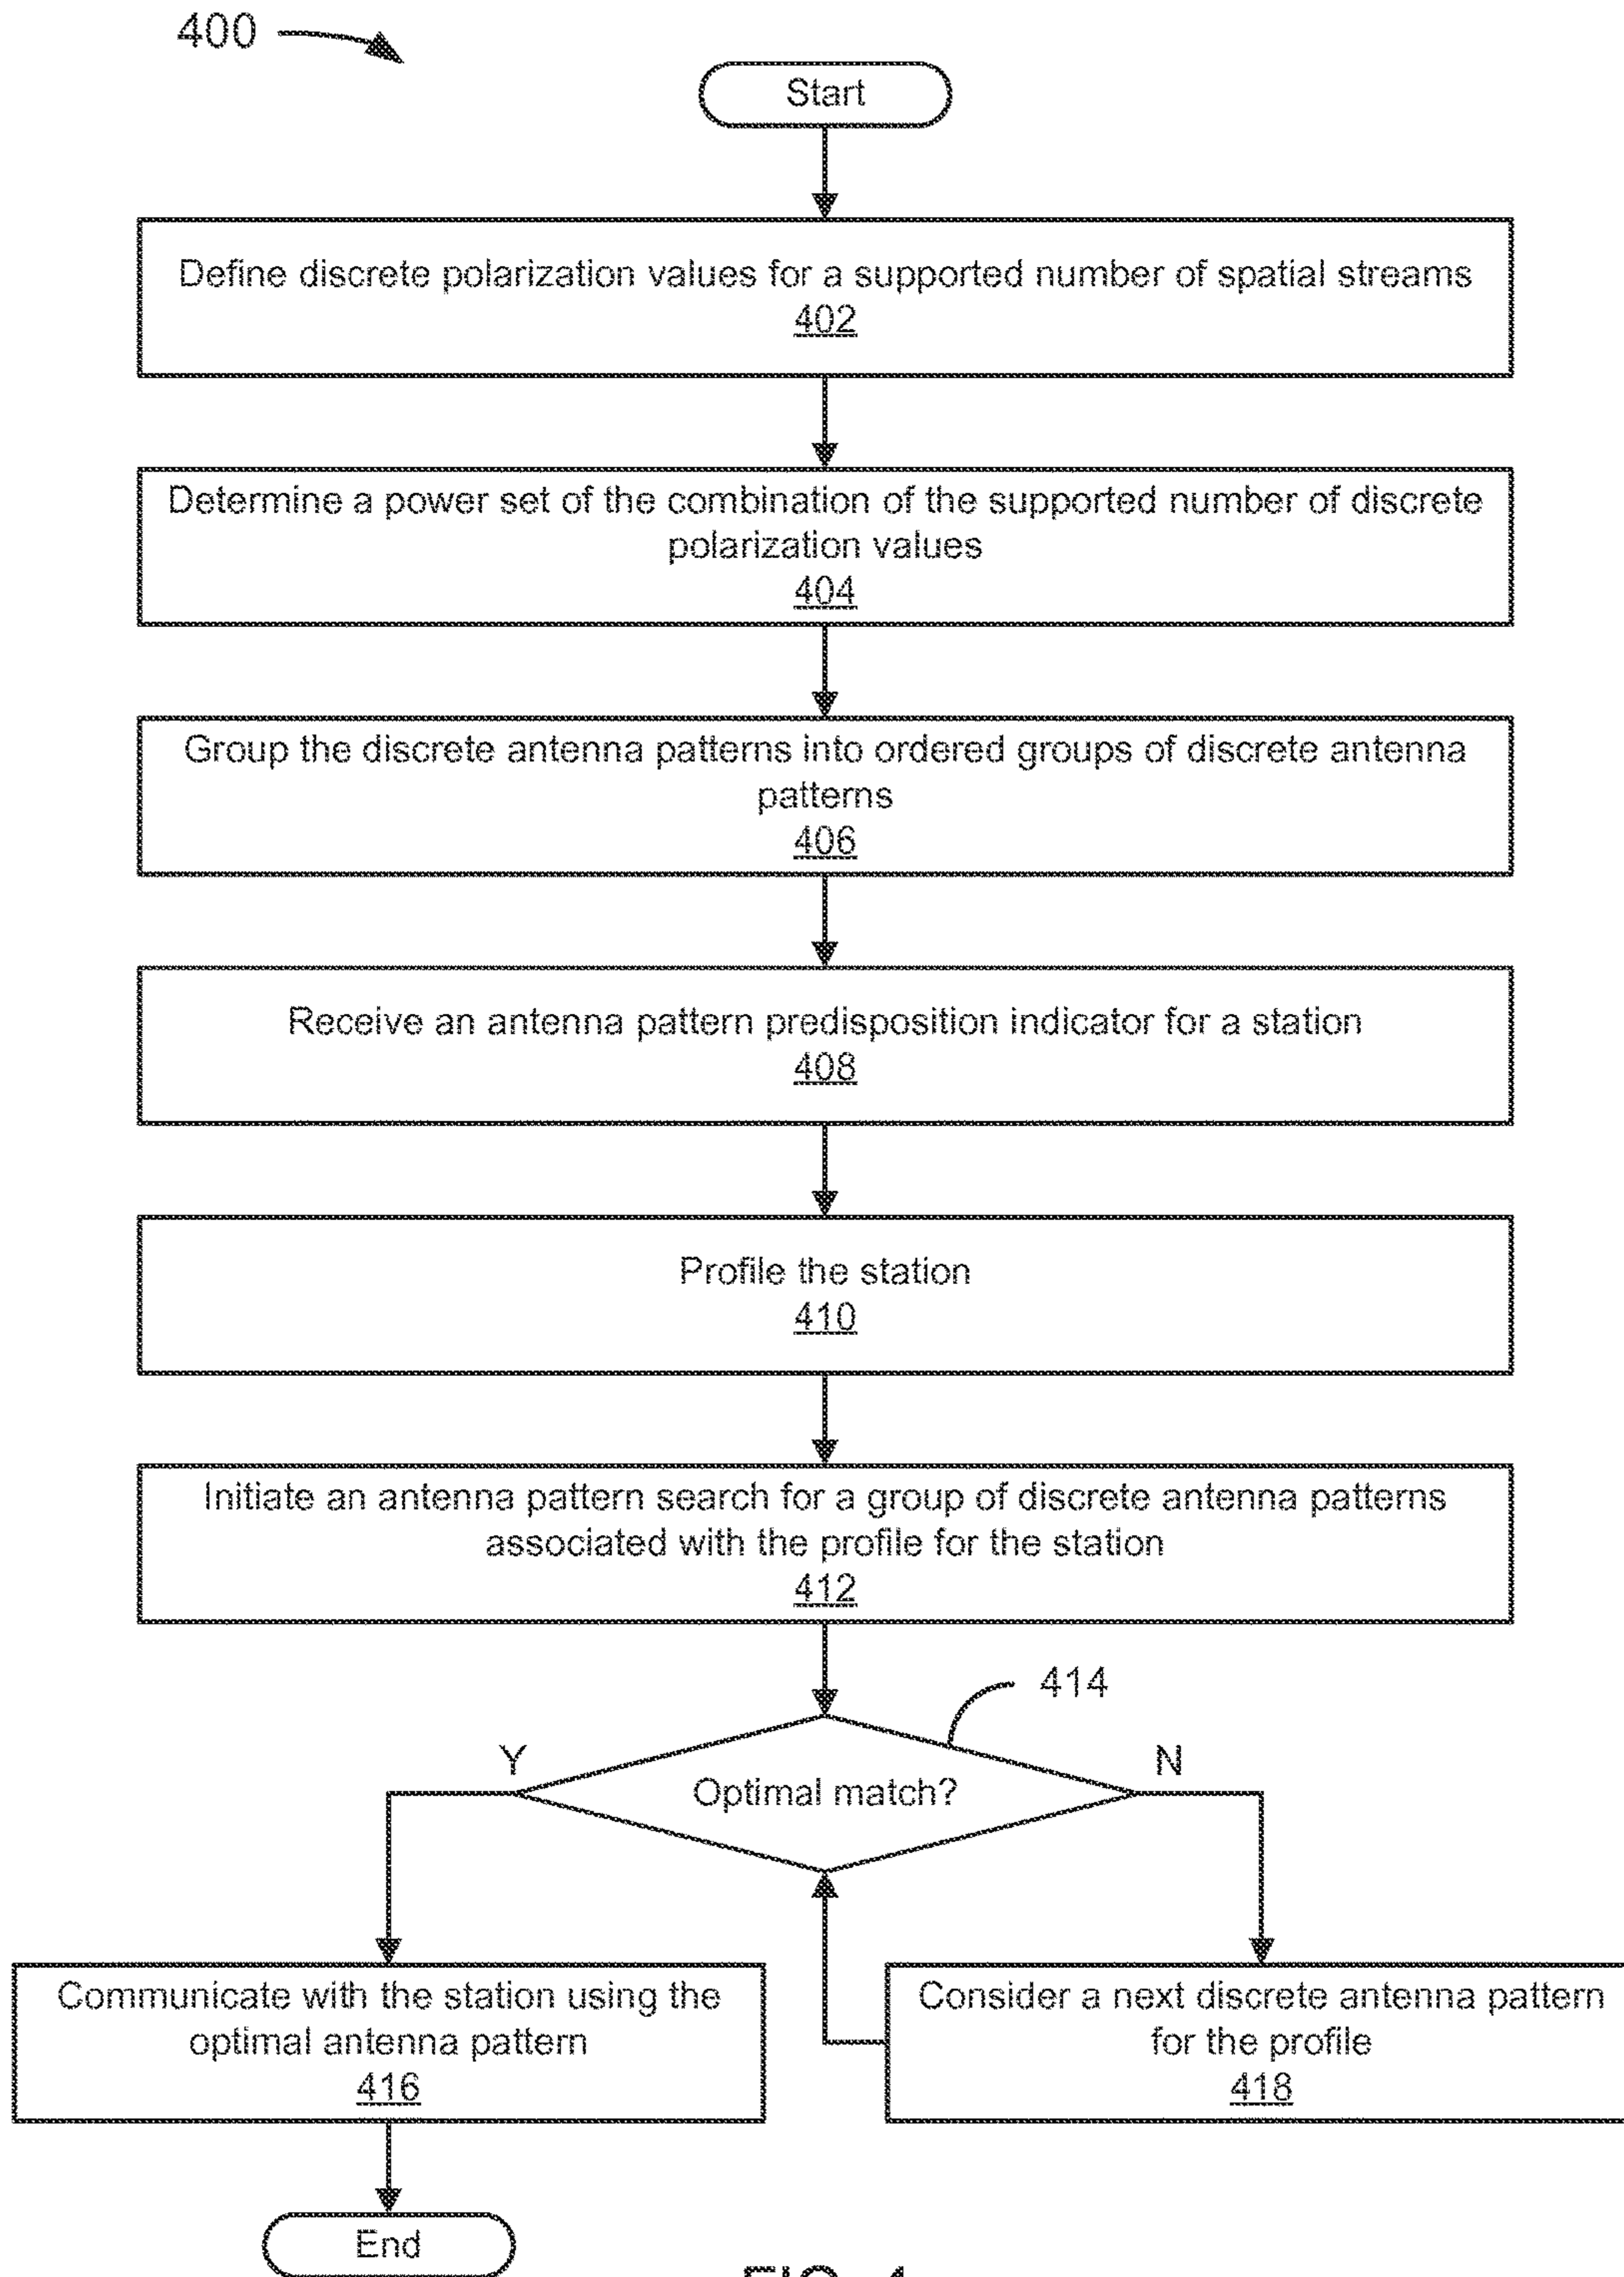 400
Start
Define discrete polarization values for a supported number of spatial streams
402
Determine a power set of the combination of the supported number of discrete
polarization values
404
Group the discrete antenna patterns into ordered groups of discrete antenna
patterns
406
Receive an antenna pattern predisposition indicator for a station
408
Profile the station
410
Initiate an antenna pattern search for a group of discrete antenna patterns
associated with the profile for the station
412
414
Y
Optimal match?
N
Communicate with the station using the
optimal antenna pattern
416
Consider a next discrete antenna pattern
for the profile
418
End
FIG. 4